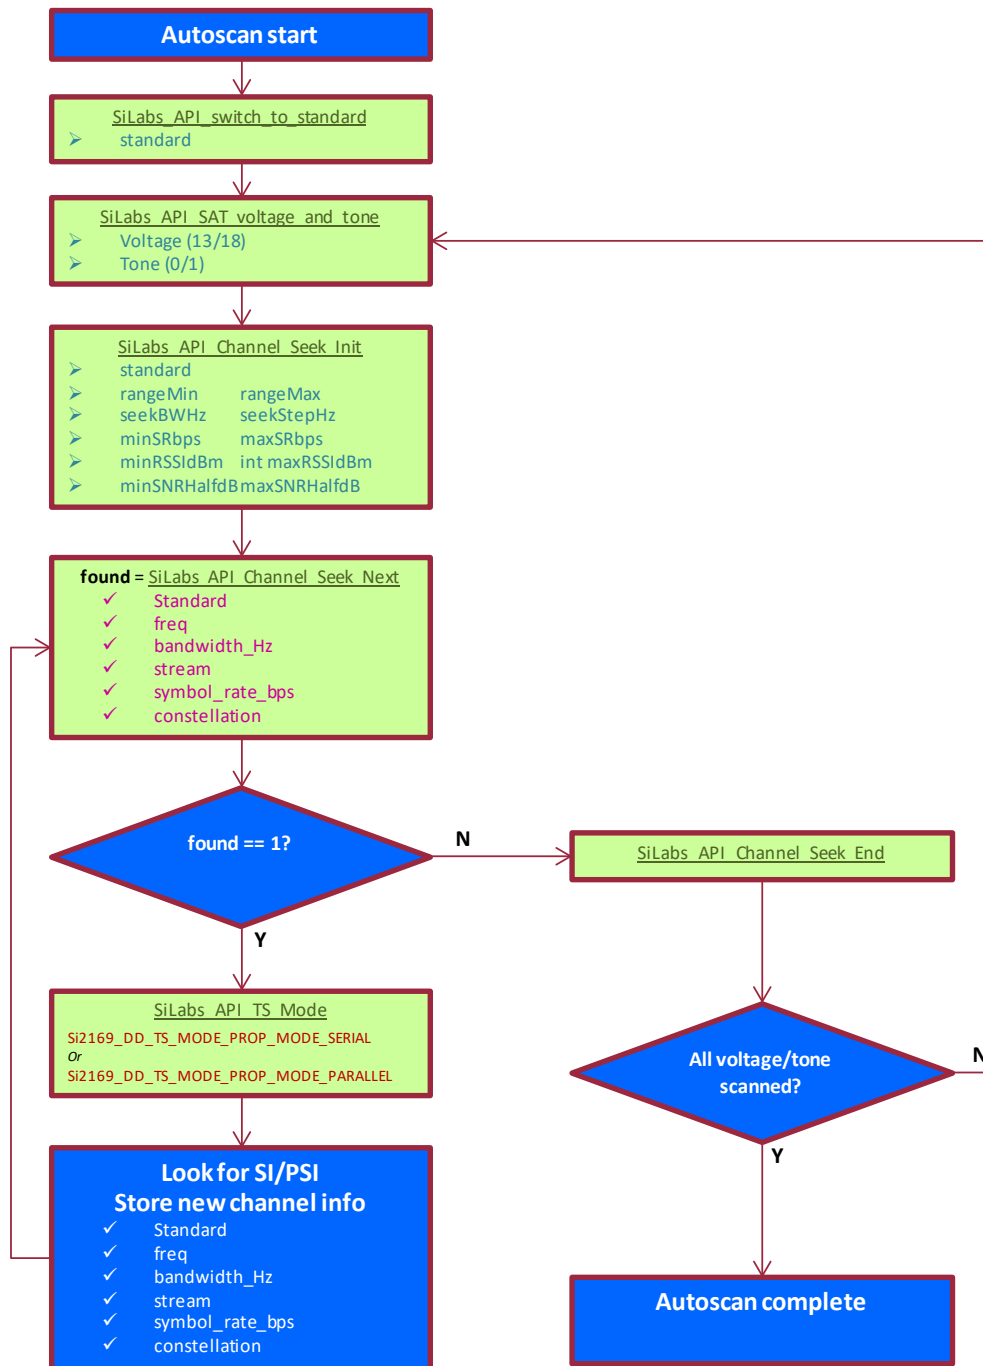 Autoscan start
SiLabs_API_switch_to_standard
➢ standard
SiLabs_API_SAT_voltage_and_tone
➢ Voltage (13/18)
➢ Tone (0/1)
SiLabs_API_Channel_Seek_Init
➢ standard
➢ rangeMin rangeMax
➢ seekBWHz seekStepHz
➢ minSRbps maxSRbps
➢ minRSSIdBm int maxRSSIdBm
➢ minSNRHalfdB maxSNRHalfdB
found = SiLabs_API_Channel_Seek_Next
✓ Standard
✓ freq
✓ bandwidth_Hz
✓ stream
✓ symbol_rate_bps
✓ constellation
found == 1?
N
SiLabs_API_Channel_Seek_End
Y
SiLabs_API_TS_Mode
Si2169_DD_TS_MODE_PROP_MODE_SERIAL
Or
Si2169_DD_TS_MODE_PROP_MODE_PARALLEL
All voltage/tone
scanned?
N
Y
Look for SI/PSI
Store new channel info
✓ Standard
✓ freq
✓ bandwidth_Hz
✓ stream
✓ symbol_rate_bps
✓ constellation
Autoscan complete